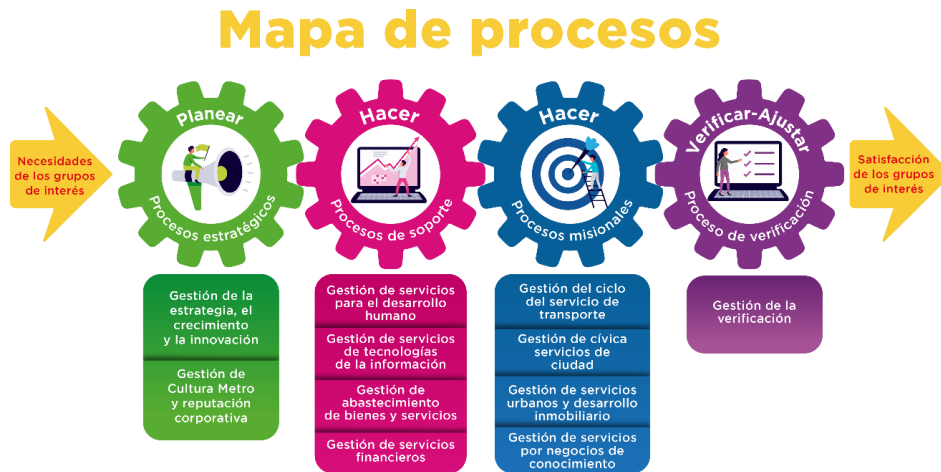 Mapa de procesos
Necesidades
de los grupos
de interés
Planear
Procesos estratégicos
Hacer
Procesos de soporte
Hacer
Procesos misionales
Verificar-Ajustar
Proceso de verificación
Satisfacción
de los grupos
de interés
Gestión de la
estrategia, el
crecimiento
y la innovación
Gestión de
Cultura Metro
y reputación
corporativa
Gestión de servicios
para el desarrollo
humano
Gestión de servicios
de tecnologías
de la información
Gestión de
abastecimiento
de bienes y servicios
Gestión de servicios
financieros
Gestión del ciclo
del servicio de
transporte
Gestión de cívica
servicios de
ciudad
Gestión de servicios
urbanos y desarrollo
inmobiliario
Gestión de servicios
por negocios de
conocimiento
Gestión de la
verificación